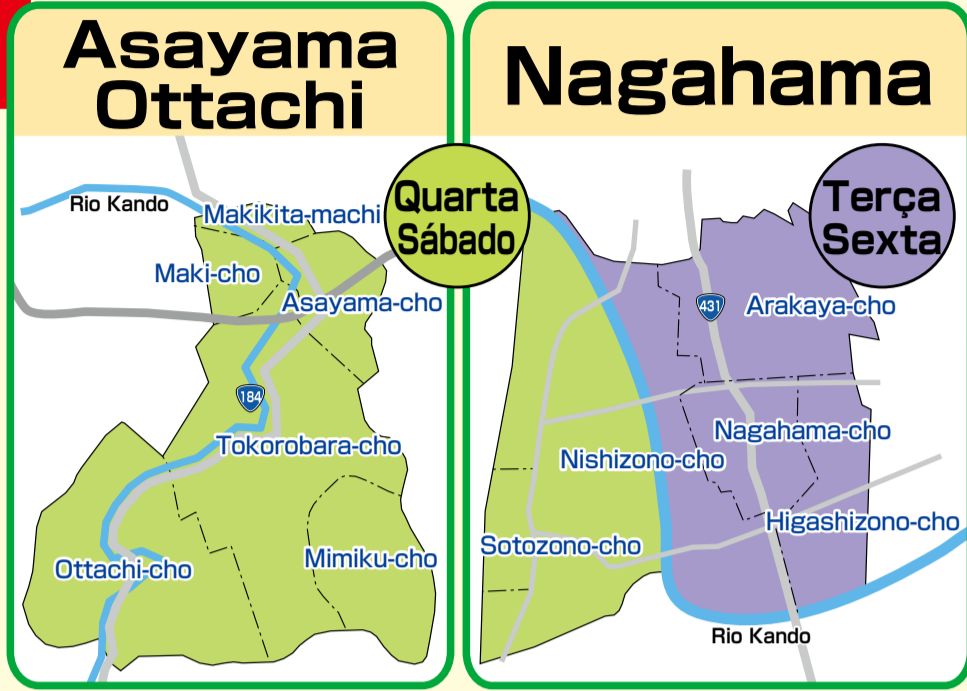 Asayama
Ottachi
Rio Kando
Makikita-machi
Quarta
Sábado
Maki-cho
Asayama-cho
184
Tokorobara-cho
Ottachi-cho
Mimiku-cho
Nagahama
Terça
Sexta
431
Arakaya-cho
Nagahama-cho
Nishizono-cho
Higashizono-cho
Sotozono-cho
Rio Kando